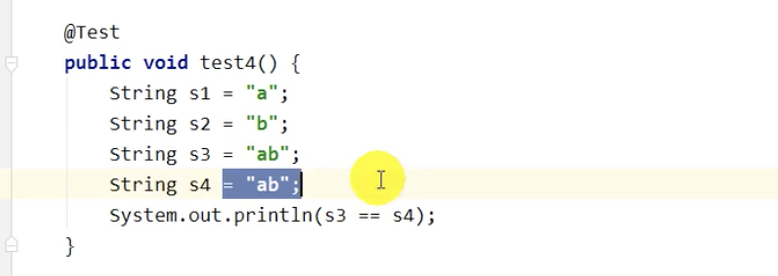 @Test
public void test4() {
String s1 = "a";
String s2 = "b";
String s3 = "ab";
String s4 = "ab";
System.out.println(s3 == s4);
}